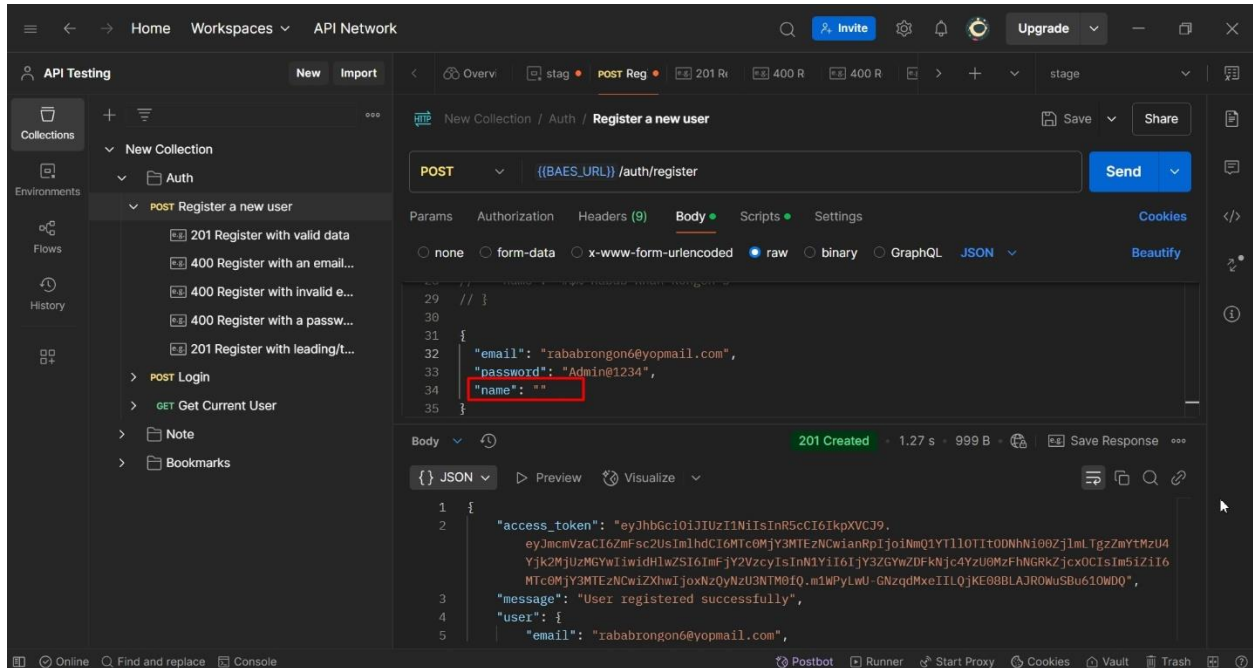 Home Workspaces API Network Invite Upgrade
API Testing New Import Overvi stag POST Reg 201 Re 400 R 400 R stage
Collections
Environments
Flows
History
New Collection
Auth
POST Register a new user
e.g. 201 Register with valid data
e.g. 400 Register with an email...
e.g. 400 Register with invalid e...
e.g. 400 Register with a passw...
e.g. 201 Register with leading/t...
POST Login
GET Get Current User
Note
Bookmarks
HTTP New Collection / Auth / Register a new user Save Share
POST {{BAES_URL}} /auth/register Send
Params Authorization Headers (9) Body Scripts Settings Cookies
none form-data x-www-form-urlencoded raw binary GraphQL JSON Beautify
29 // }
30
31 {
32 "email": "rababrongon6@yopmail.com",
33 "password": "Admin@1234",
34 "name": ""
35 }
Body 201 Created 1.27 s 999 B e.g. Save Response
{} JSON Preview Visualize
1 {
2 "access_token": "eyJhbGciOiJIUzI1NiIsInR5cCI6IkpXVCJ9.
3 "message": "User registered successfully",
4 "user": {
5 "email": "rababrongon6@yopmail.com",
Online Find and replace Console Postbot Runner Start Proxy Cookies Vault Trash